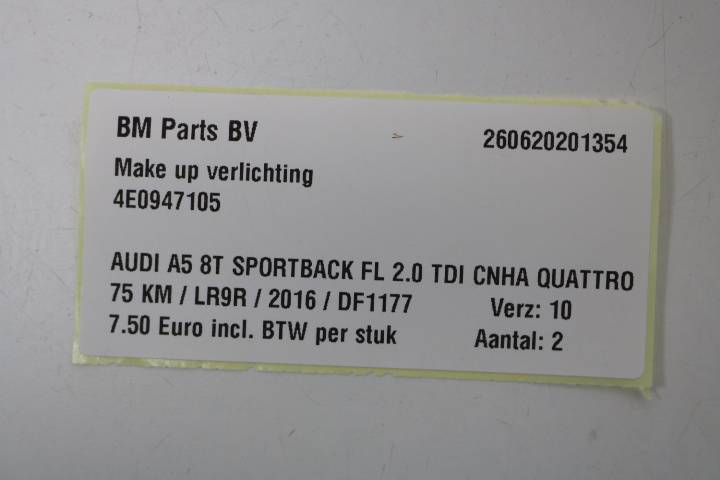 BM Parts BV 260620201354
Make up verlichting
4E0947105
AUDI A5 8T SPORTBACK FL 2.0 TDI CNHA QUATTRO
75 KM / LR9R / 2016 / DF1177 Verz: 10
7.50 Euro incl. BTW per stuk Aantal: 2